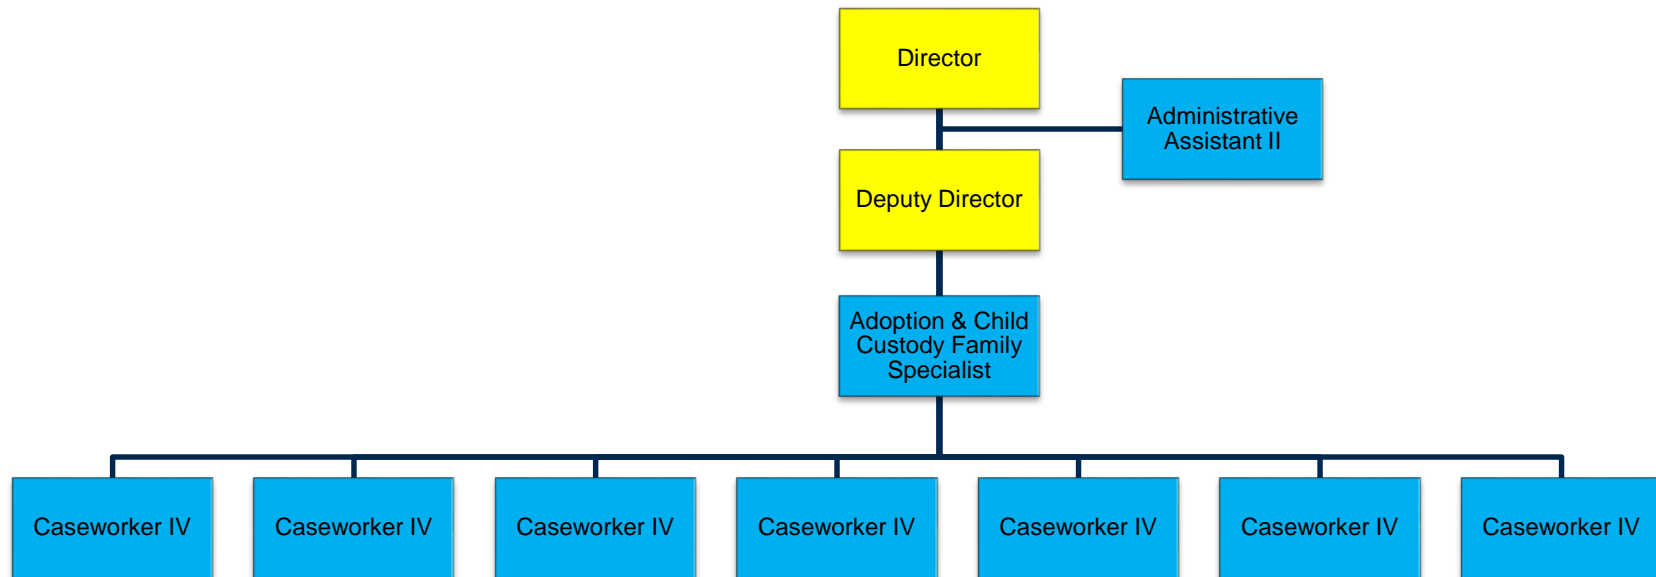 Director
Administrative
Assistant II
Deputy Director
Adoption & Child
Custody Family
Specialist
Caseworker IV
Caseworker IV
Caseworker IV
Caseworker IV
Caseworker IV
Caseworker IV
Caseworker IV